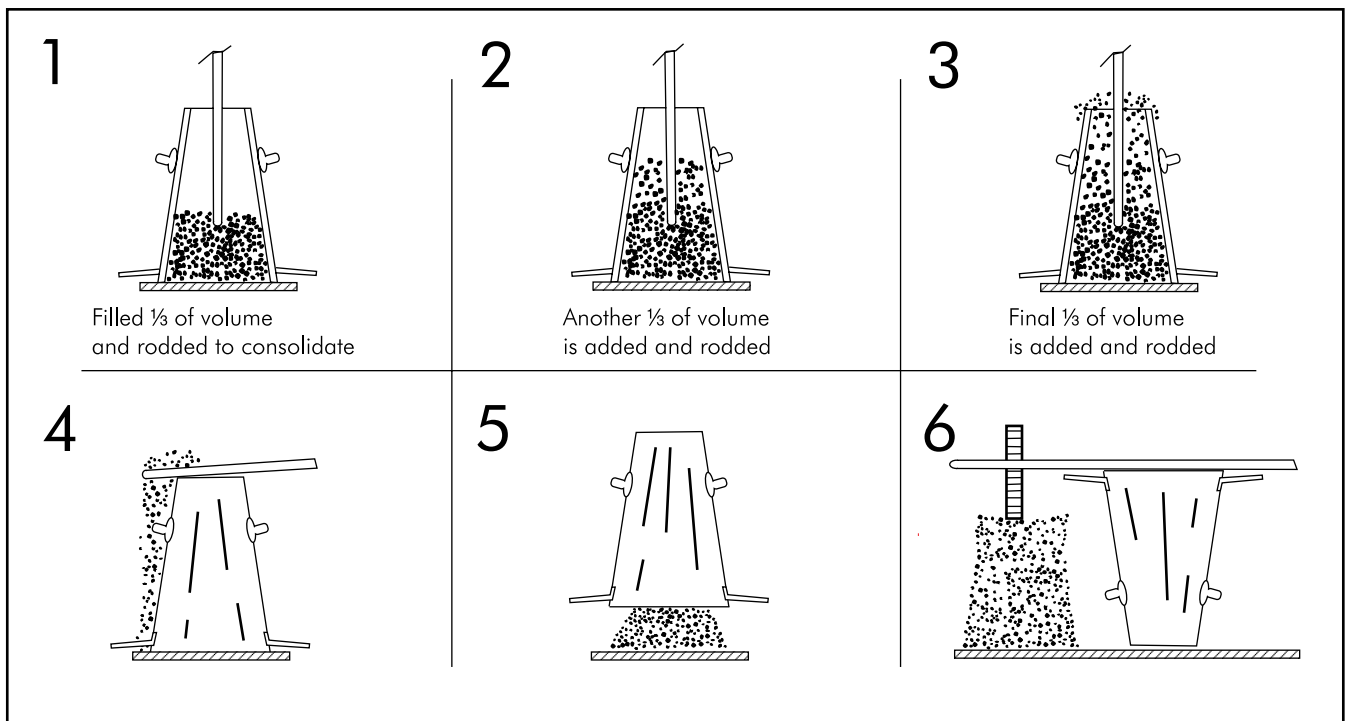 1
2
3
Filled ⅓ of volume
and rodded to consolidate
Another ⅓ of volume
is added and rodded
Final ⅓ of volume
is added and rodded
4
5
6